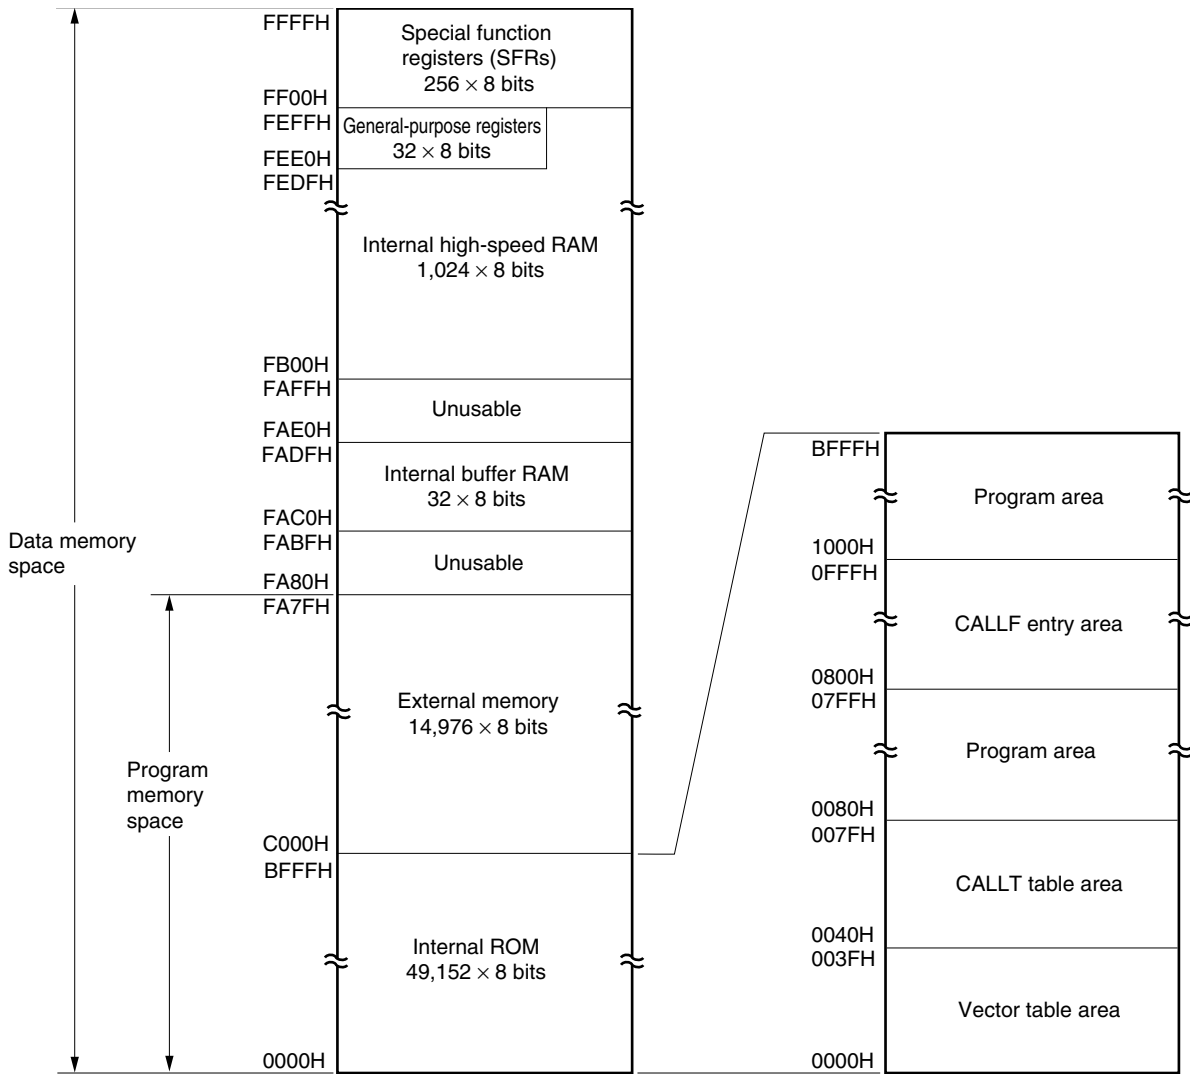 FFFFH
Special function
registers (SFRs)
256 × 8 bits
FF00H
FEFFH
General-purpose registers
32 × 8 bits
FEE0H
FEDFH
Internal high-speed RAM
1,024 × 8 bits
FB00H
FAFFH
Unusable
FAE0H
FADFH
Internal buffer RAM
32 × 8 bits
FAC0H
FABFH
Unusable
FA80H
FA7FH
Data memory
space
External memory
14,976 × 8 bits
Program
memory
space
C000H
BFFFH
Internal ROM
49,152 × 8 bits
0000H
BFFFH
Program area
1000H
0FFFH
CALLF entry area
0800H
07FFH
Program area
0080H
007FH
CALLT table area
0040H
003FH
Vector table area
0000H